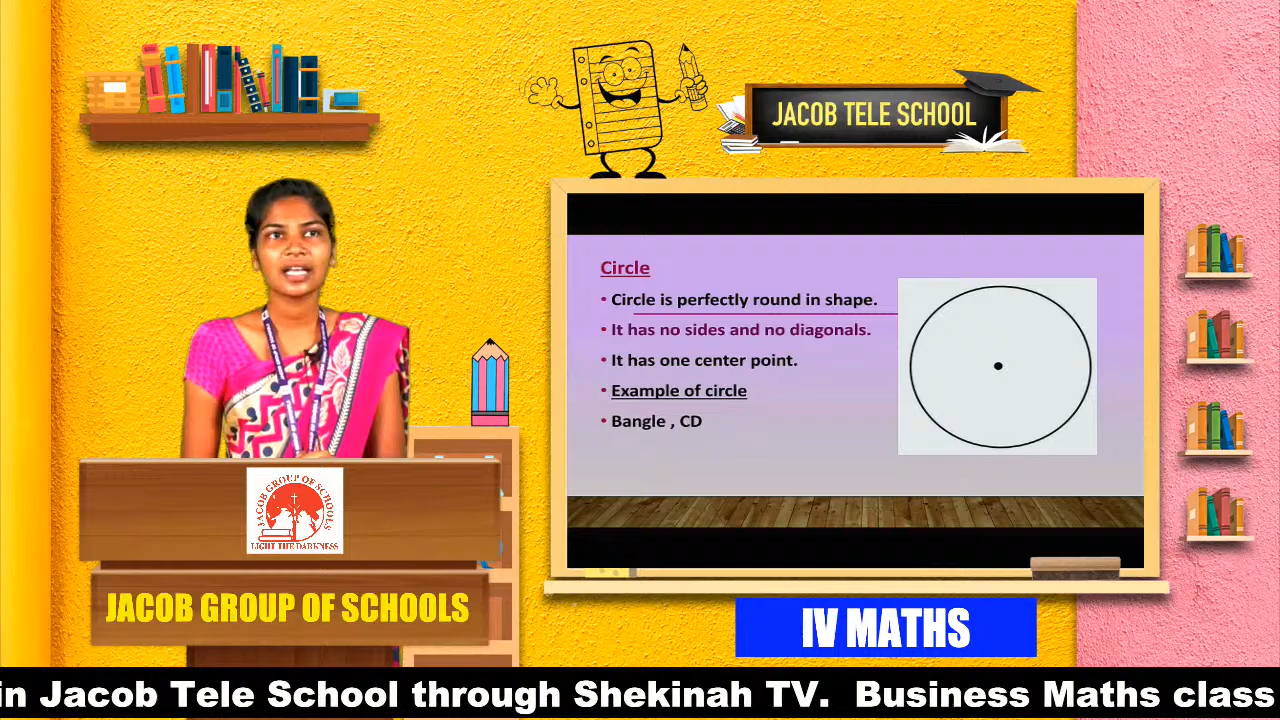 JACOB TELE SCHOOL
Circle
• Circle is perfectly round in shape.
• It has no sides and no diagonals.
• It has one center point.
• Example of circle
• Bangle , CD
JACOB GROUP OF SCHOOLS
LIGHT THE DARKNESS
JACOB GROUP OF SCHOOLS
IV MATHS
in Jacob Tele School through Shekinah TV. Business Maths class